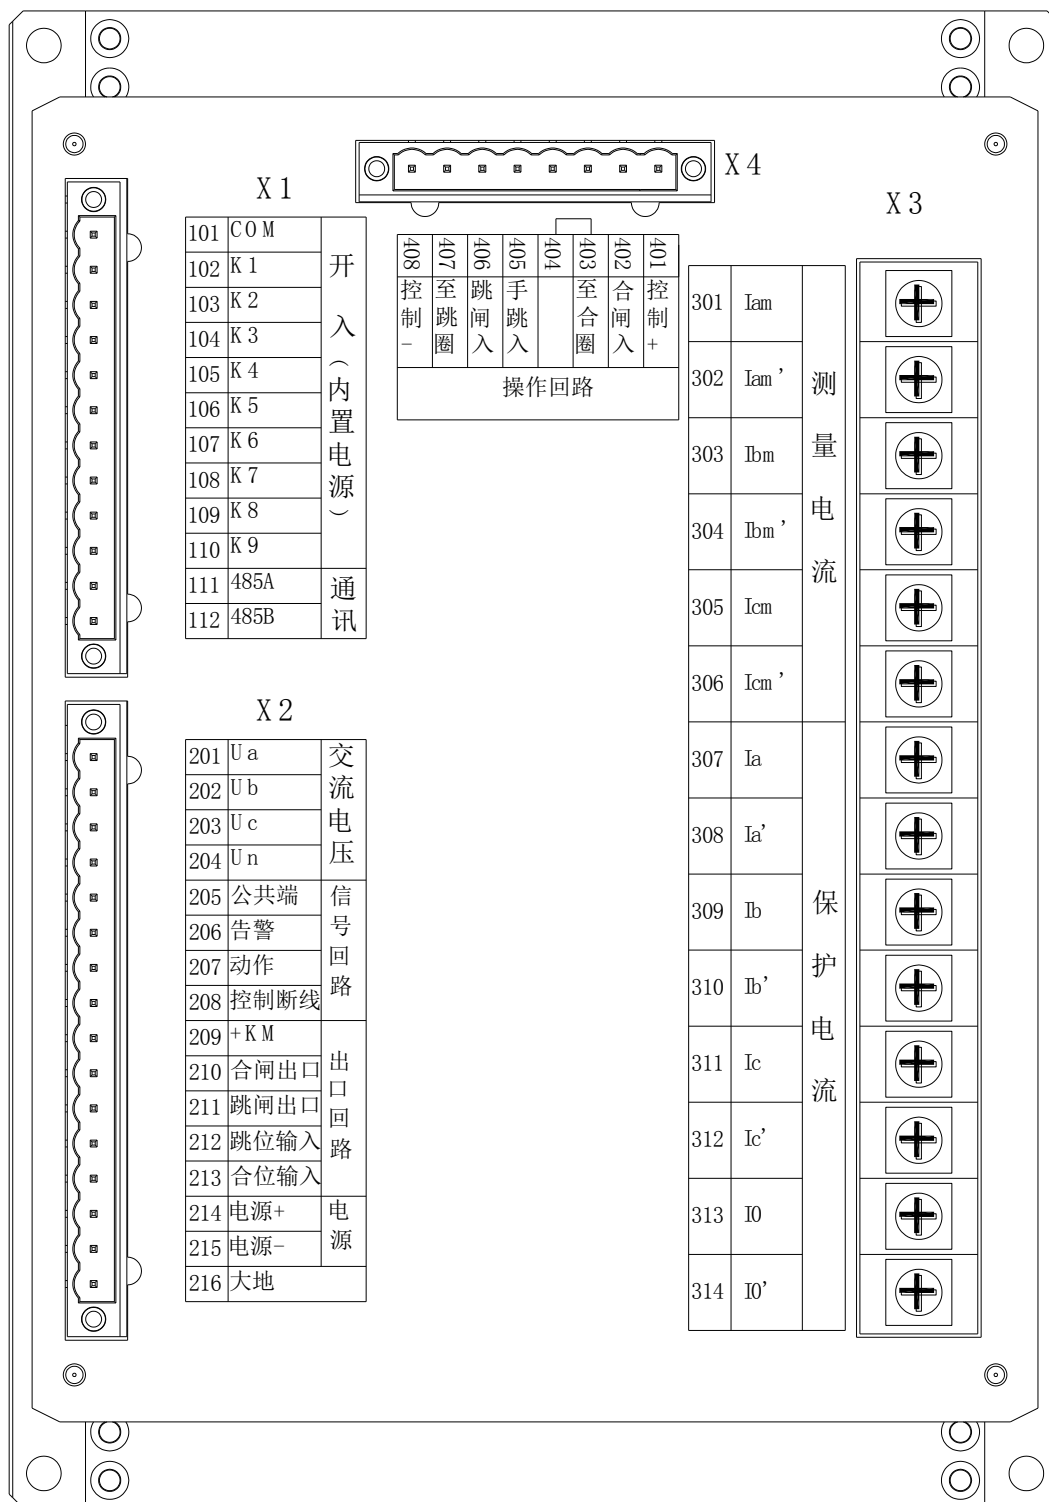 X4
X1
X3
101 COM
102 K1
103 K2
104 K3
105 K4
106 K5
107 K6
108 K7
109 K8
110 K9
开入（内置电源）
111 485A
112 485B
通讯
408 控制-
407 至跳圈
406 跳闸入
405 手跳入
404
403 至合圈
402 合闸入
401 控制+
操作回路
301 Iam
302 Iam'
303 Ibm
304 Ibm'
305 Icm
306 Icm'
测量电流
307 Ia
308 Ia'
309 Ib
310 Ib'
311 Ic
312 Ic'
313 I0
314 I0'
保护电流
X2
201 Ua
202 Ub
203 Uc
204 Un
交流电压
205 公共端
206 告警
207 动作
208 控制断线
信号回路
209 +KM
210 合闸出口
211 跳闸出口
212 跳位输入
213 合位输入
出口回路
214 电源+
215 电源-
电源
216 大地